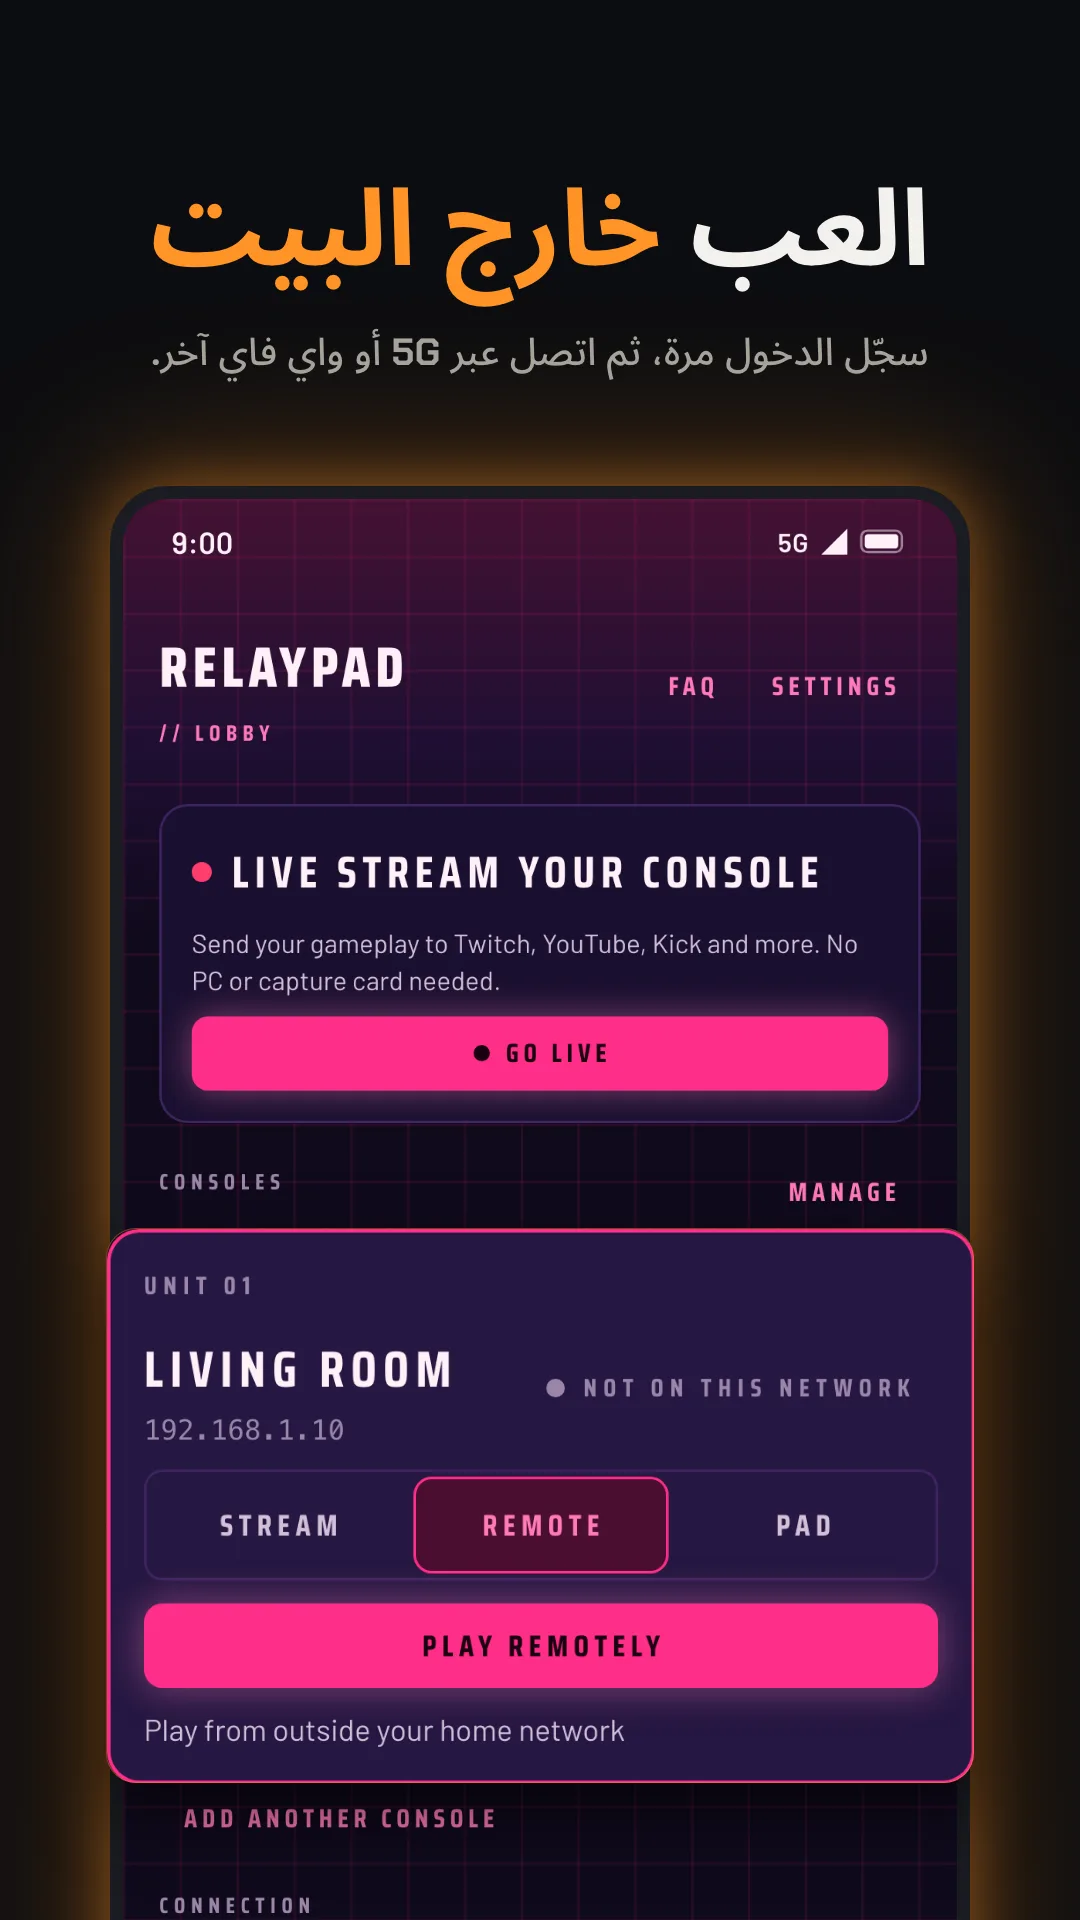 العب خارج البيت
سجّل الدخول مرة، ثم اتصل عبر 5G أو واي فاي آخر.
9:00
5G
RELAYPAD
FAQ SETTINGS
// LOBBY
LIVE STREAM YOUR CONSOLE
Send your gameplay to Twitch, YouTube, Kick and more. No
PC or capture card needed.
GO LIVE
CONSOLES
MANAGE
UNIT 01
LIVING ROOM
NOT ON THIS NETWORK
192.168.1.10
STREAM REMOTE PAD
PLAY REMOTELY
Play from outside your home network
ADD ANOTHER CONSOLE
CONNECTION